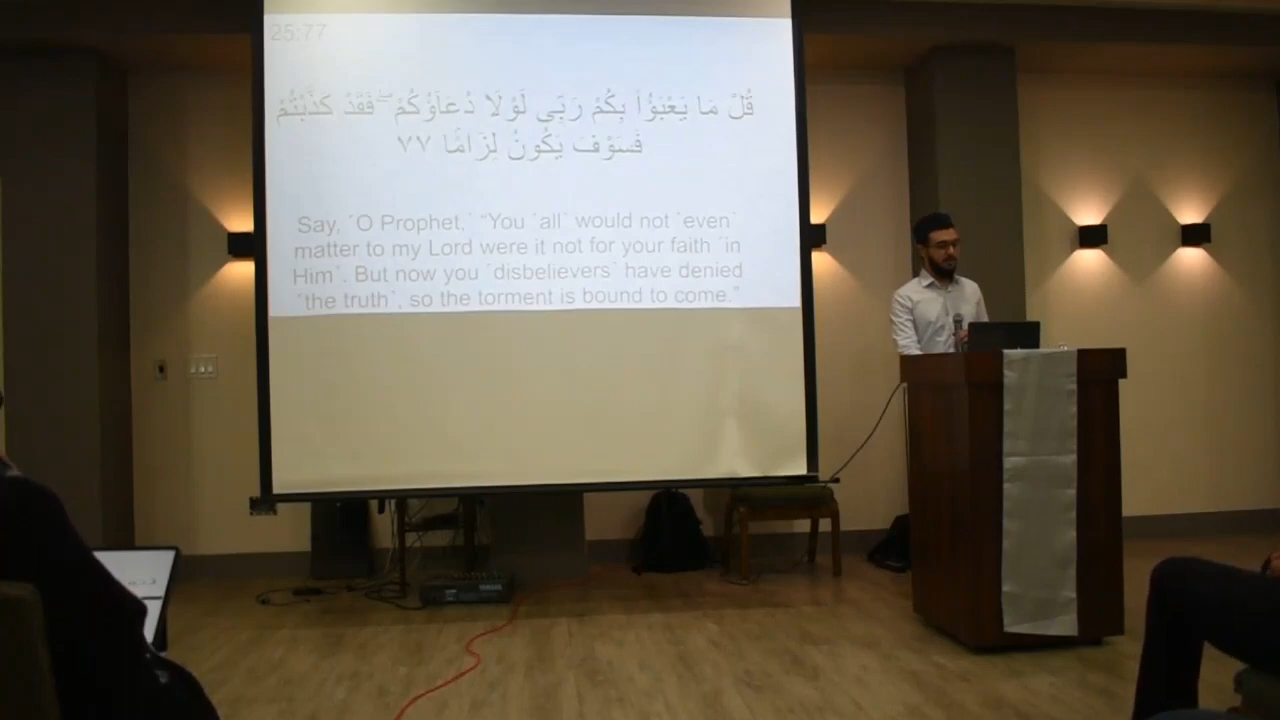 25:77
قُلْ مَا يَعْبَؤُا۟ بِكُمْ رَبِّى لَوْلَا دُعَآؤُكُمْ ۖ فَقَدْ كَذَّبْتُمْ
فَسَوْفَ يَكُونُ لِزَامًۢا ٧٧
Say, ˹O Prophet,˺ “You ˹all˺ would not ˹even˺
matter to my Lord were it not for your faith ˹in
Him˺. But now you ˹disbelievers˺ have denied
˹the truth˺, so the torment is bound to come.”
YAMAHA